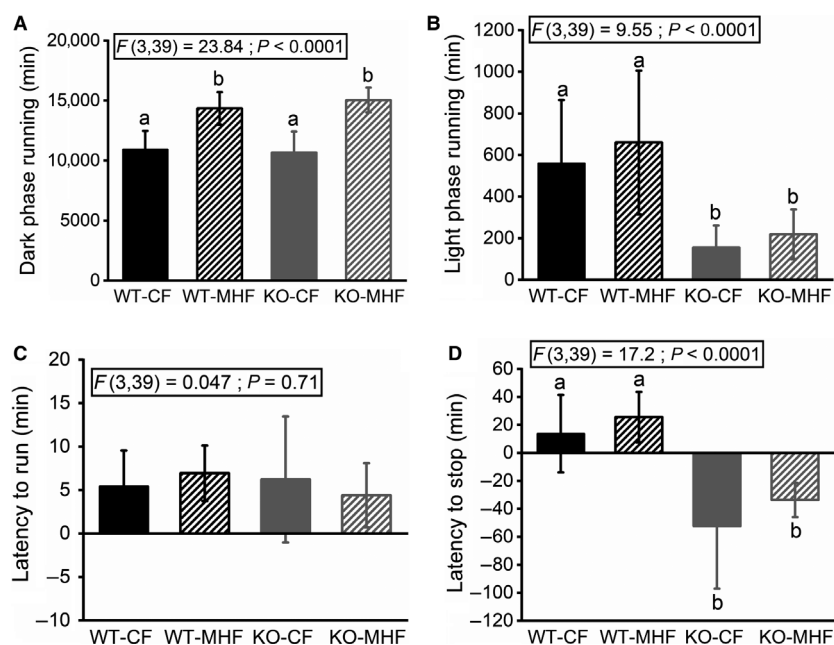 A
F(3,39) = 23.84 ; P < 0.0001
Dark phase running (min)
20,000
15,000
10,000
5000
0
a
b
a
b
WT-CF WT-MHF KO-CF KO-MHF
B
F(3,39) = 9.55 ; P < 0.0001
Light phase running (min)
1200
1000
800
600
400
200
0
a
a
b
b
WT-CF WT-MHF KO-CF KO-MHF
C
F(3,39) = 0.047 ; P = 0.71
Latency to run (min)
20
15
10
5
0
–5
–10
WT-CF WT-MHF KO-CF KO-MHF
D
F(3,39) = 17.2 ; P < 0.0001
Latency to stop (min)
60
40
20
0
–20
–40
–60
–80
–100
–120
a
a
b
b
WT-CF WT-MHF KO-CF KO-MHF